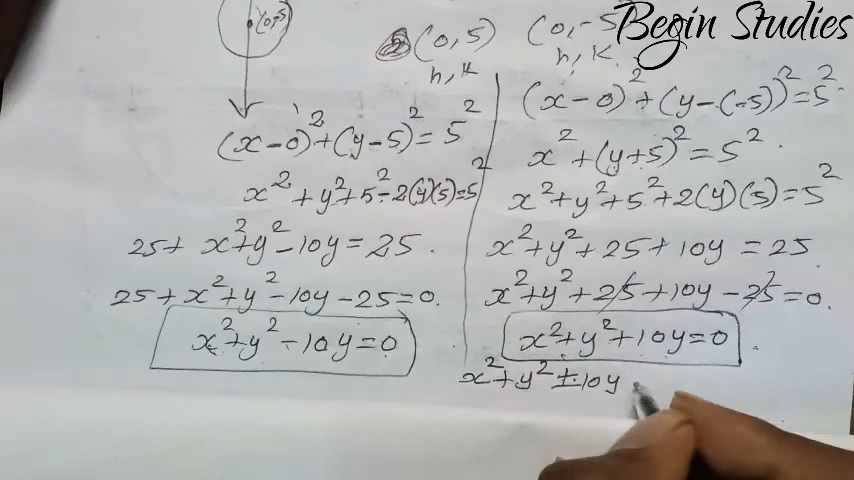 Begin Studies
(0,-5)
(0,5)
h, K
(0,-5
h, K
(x-0)²+(y-5)²=5²
x²+y²+5²-2(y)(5)=5²
25+ x²+y²-10y=25.
25+x²+y²-10y-25=0.
x²+y²-10y=0
(x-0)²+(y-(-5))²=5²
x²+(y+5)²=5².
x²+y²+5²+2(y)(5)=5²
x²+y²+25+10y=25.
x²+y²+25+10y-25=0.
x²+y²+10y=0.
x²+y²±10y